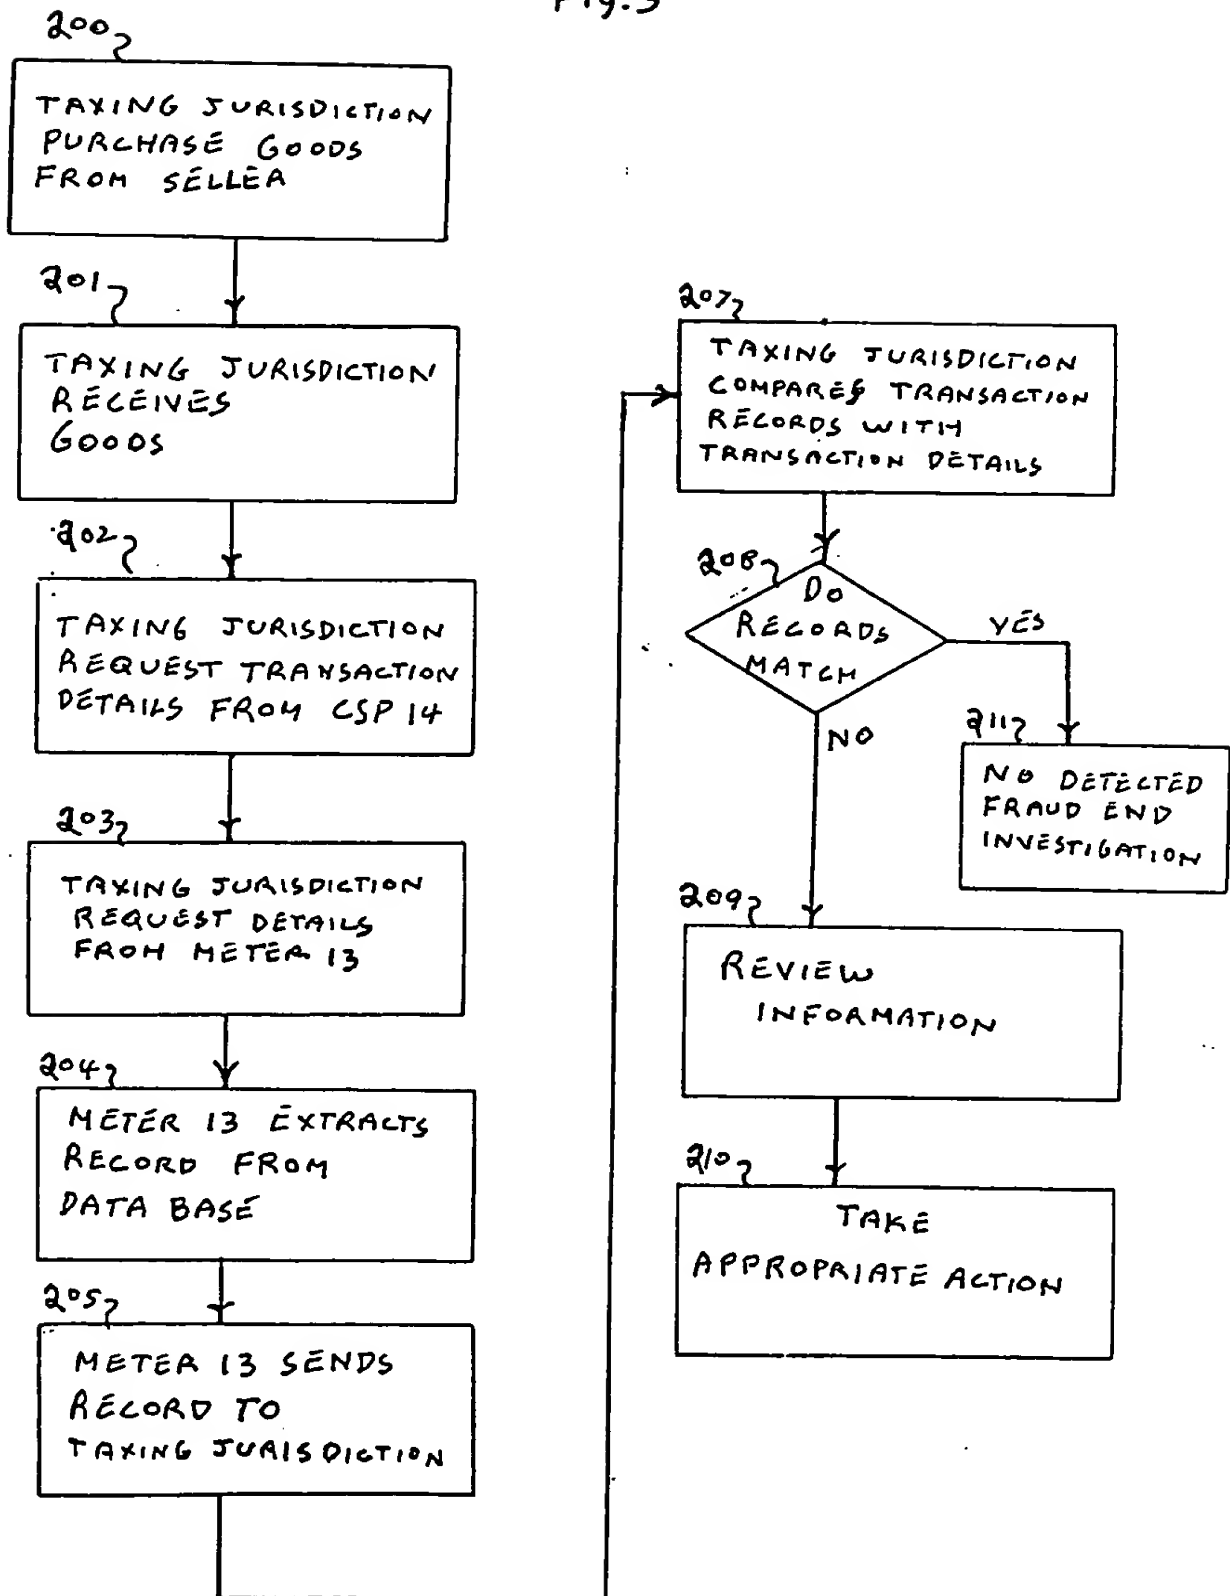 Fig. 3
200
TAXING JURISDICTION
PURCHASE GOODS
FROM SELLER
201
TAXING JURISDICTION
RECEIVES
GOODS
202
TAXING JURISDICTION
REQUEST TRANSACTION
DETAILS FROM CSP 14
203
TAXING JURISDICTION
REQUEST DETAILS
FROM METER 13
204
METER 13 EXTRACTS
RECORD FROM
DATA BASE
205
METER 13 SENDS
RECORD TO
TAXING JURISDICTION
207
TAXING JURISDICTION
COMPARES TRANSACTION
RECORDS WITH
TRANSACTION DETAILS
208
DO
RECORDS
MATCH
YES
NO
211
NO DETECTED
FRAUD END
INVESTIGATION
209
REVIEW
INFORMATION
210
TAKE
APPROPRIATE ACTION